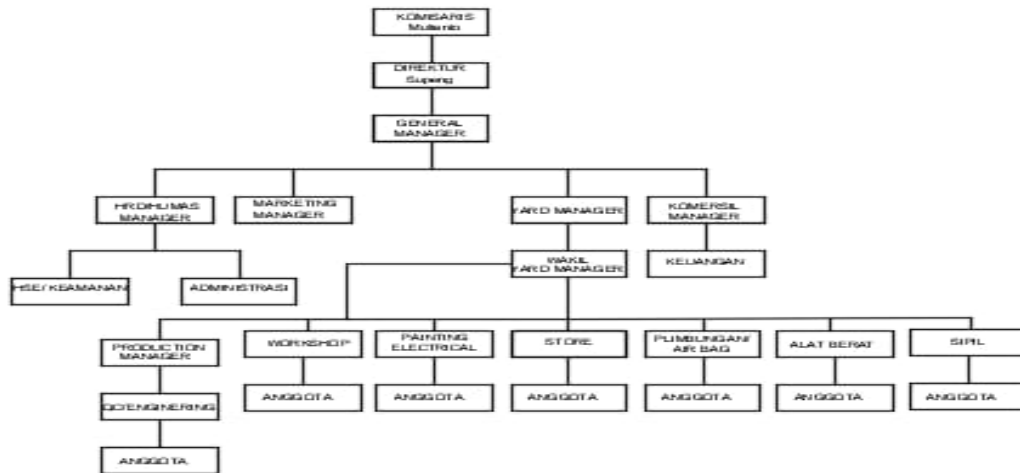 KOMISARIS
Mulianto
DIREKTUR
Supeng
GENERAL
MANAGER
HRD/HUMAS
MANAGER
MARKETING
MANAGER
YARD MANAGER
KOMERSIL
MANAGER
HSE/ KEAMANAN
ADMINISTRASI
WAKIL
YARD MANAGER
KEUANGAN
PRODUCTION
MANAGER
WORKSHOP
PAINTING
ELECTRICAL
STORE
AIR BAG
ALAT BERAT
SIPIL
QC/ENGINERING
ANGGOTA
ANGGOTA
ANGGOTA
ANGGOTA
ANGGOTA
ANGGOTA
ANGGOTA